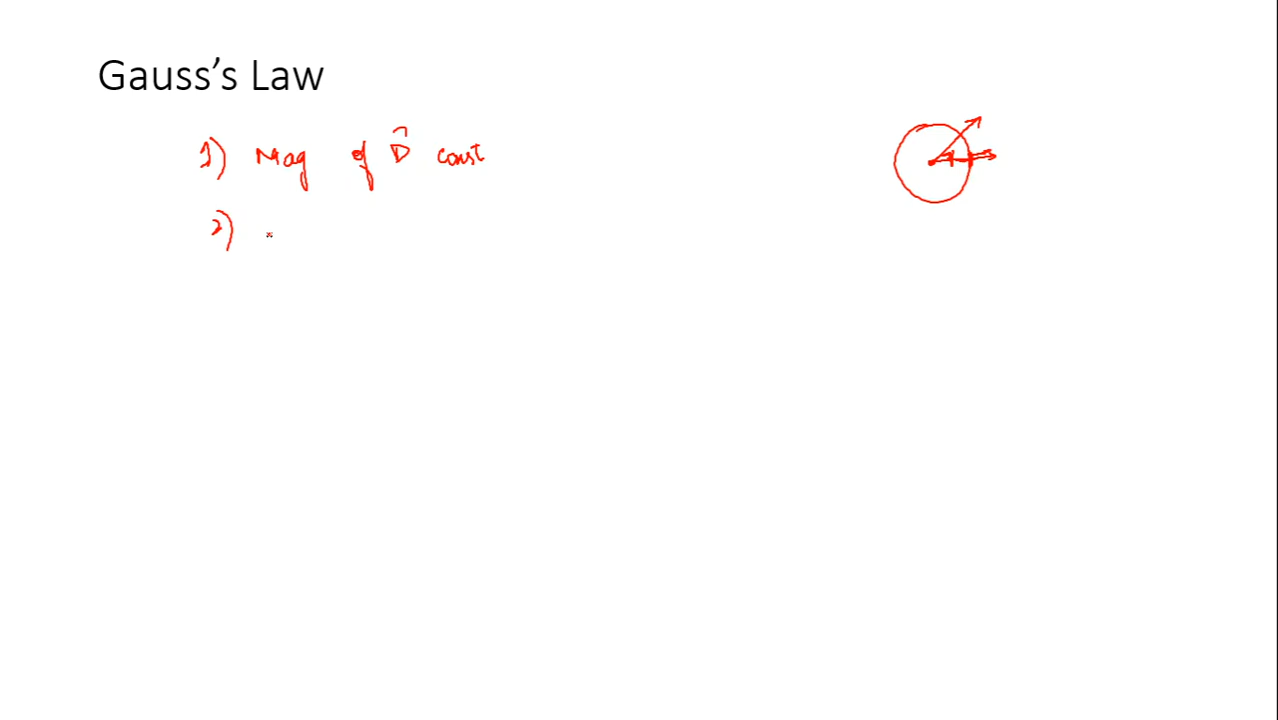 Gauss’s Law
1) Mag of D̂ const
2)